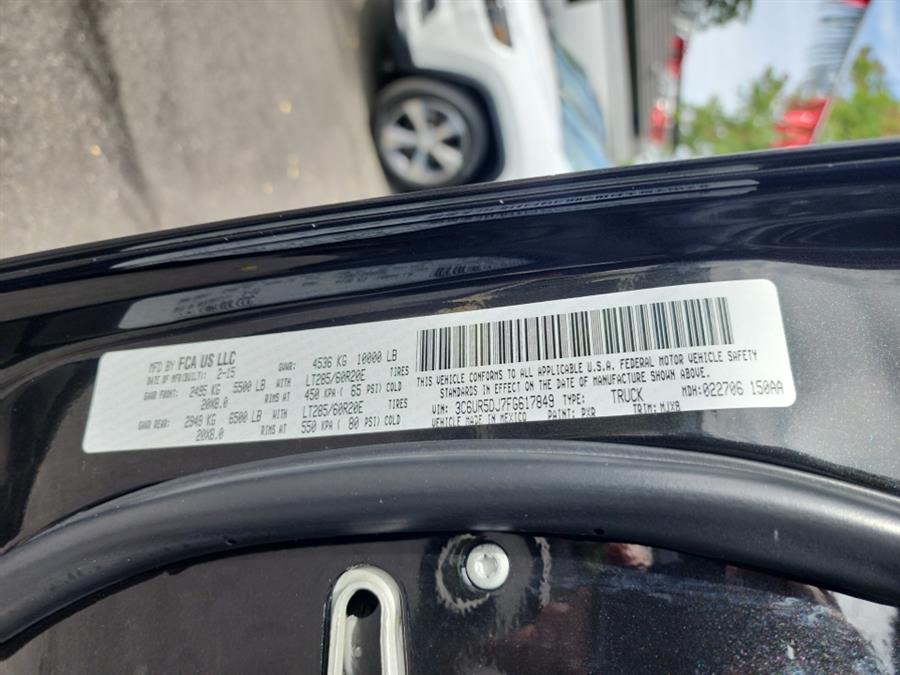 MFD BY FCA US LLC
DATE OF MFR(BUILT): 2-15 GVWR: 4536 KG 10000 LB
GAWR FRONT: 2495 KG 5500 LB WITH LT285/60R20E TIRES
20X8.0 RIMS AT 450 KPA ( 65 PSI) COLD
GAWR REAR: 2949 KG 6500 LB WITH LT285/60R20E TIRES
20X8.0 RIMS AT 550 KPA ( 80 PSI) COLD
THIS VEHICLE CONFORMS TO ALL APPLICABLE U.S.A. FEDERAL MOTOR VEHICLE SAFETY
STANDARDS IN EFFECT ON THE DATE OF MANUFACTURE SHOWN ABOVE. MDH:022706 150AA
VIN: 3C6UR5DJ7FG617849 TYPE: TRUCK
VEHICLE MADE IN MEXICO PAINT: PXR TRIM: MJX8